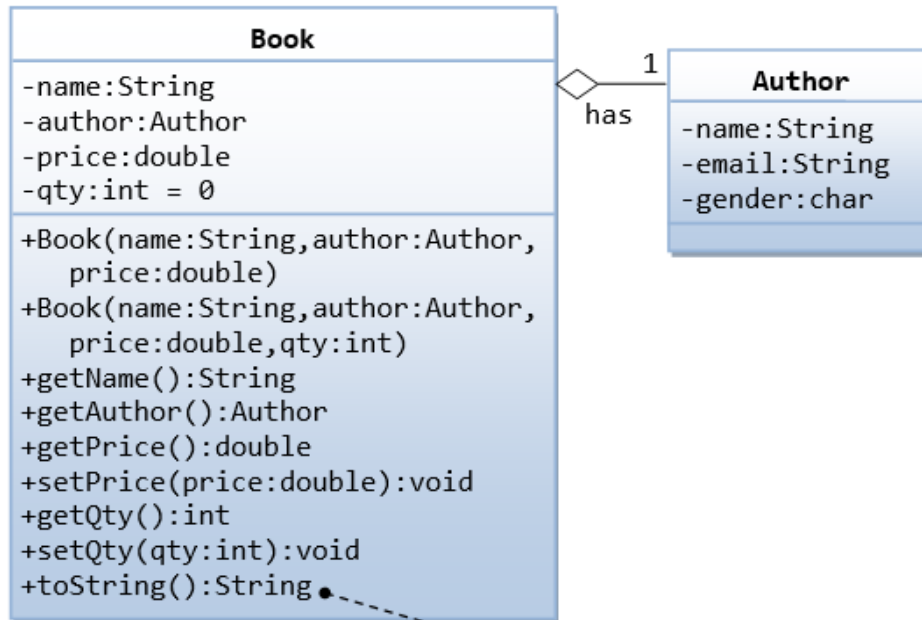 Book
-name:String
-author:Author
-price:double
-qty:int = 0
+Book(name:String,author:Author,
price:double)
+Book(name:String,author:Author,
price:double,qty:int)
+getName():String
+getAuthor():Author
+getPrice():double
+setPrice(price:double):void
+getQty():int
+setQty(qty:int):void
+toString():String
1
has
Author
-name:String
-email:String
-gender:char